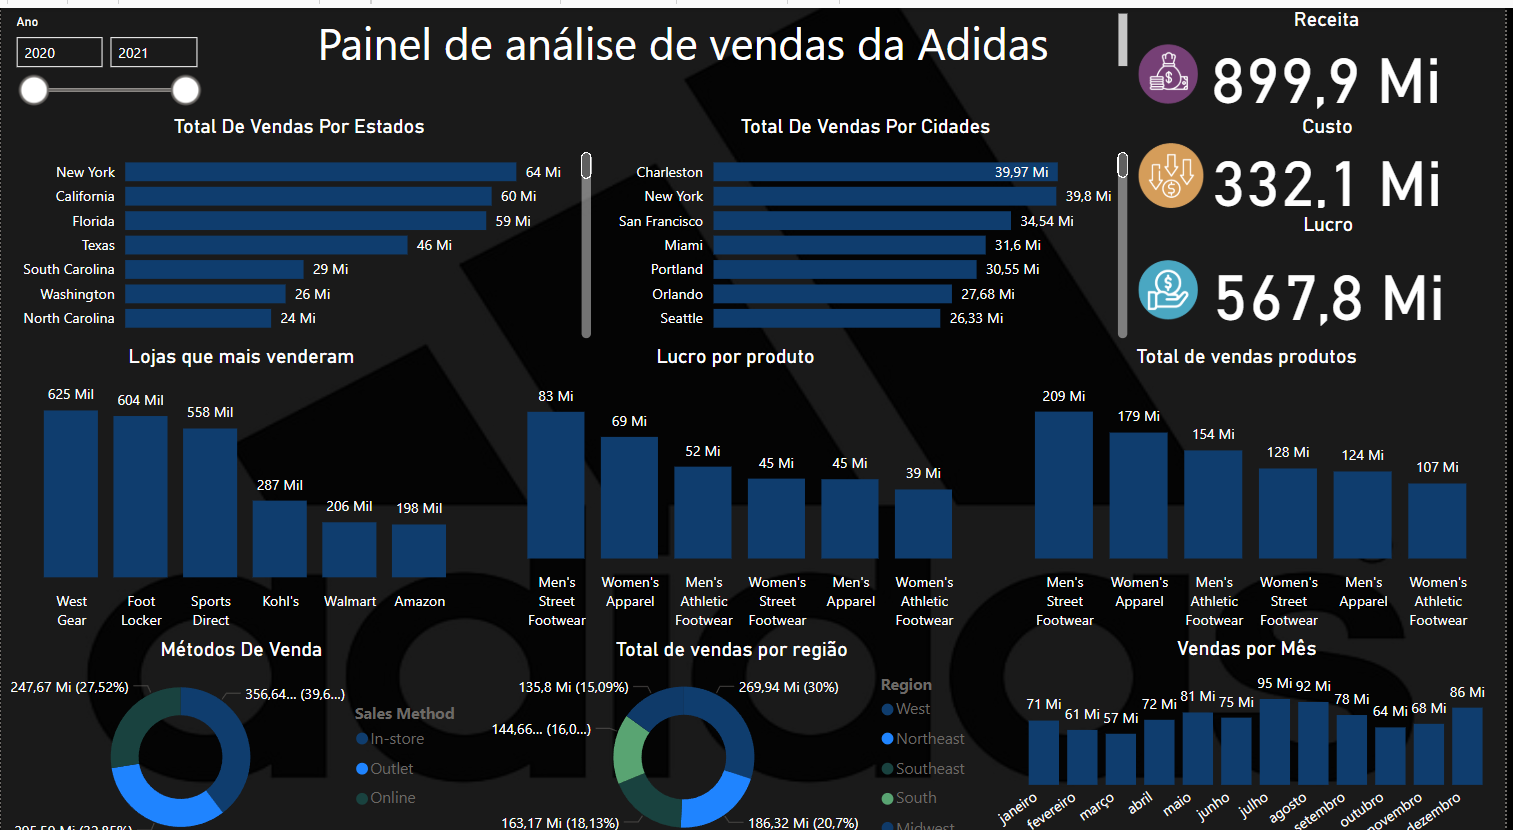 Ano
2020
2021
Painel de análise de vendas da Adidas
Receita
899,9 Mi
Custo
332,1 Mi
Lucro
567,8 Mi
Total De Vendas Por Estados
New York 64 Mi
California 60 Mi
Florida 59 Mi
Texas 46 Mi
South Carolina 29 Mi
Washington 26 Mi
North Carolina 24 Mi
Total De Vendas Por Cidades
Charleston 39,97 Mi
New York 39,8 Mi
San Francisco 34,54 Mi
Miami 31,6 Mi
Portland 30,55 Mi
Orlando 27,68 Mi
Seattle 26,33 Mi
Lojas que mais venderam
625 Mil
604 Mil
558 Mil
287 Mil
206 Mil
198 Mil
West
Gear
Foot
Locker
Sports
Direct
Kohl's
Walmart
Amazon
Lucro por produto
83 Mi
69 Mi
52 Mi
45 Mi
45 Mi
39 Mi
Men's
Street
Footwear
Women's
Apparel
Men's
Athletic
Footwear
Women's
Street
Footwear
Men's
Apparel
Women's
Athletic
Footwear
Total de vendas produtos
209 Mi
179 Mi
154 Mi
128 Mi
124 Mi
107 Mi
Men's
Street
Footwear
Women's
Apparel
Men's
Athletic
Footwear
Women's
Street
Footwear
Men's
Apparel
Women's
Athletic
Footwear
adidas
Métodos De Venda
247,67 Mi (27,52%)
356,64... (39,6...)
Sales Method
In-store
Outlet
Online
Total de vendas por região
135,8 Mi (15,09%)
269,94 Mi (30%)
144,66... (16,0...)
163,17 Mi (18,13%)
186,32 Mi (20,7%)
Region
West
Northeast
Southeast
South
Midwest
Vendas por Mês
71 Mi
61 Mi
57 Mi
72 Mi
81 Mi
75 Mi
95 Mi
92 Mi
78 Mi
64 Mi
68 Mi
86 Mi
janeiro
fevereiro
março
abril
maio
junho
julho
agosto
setembro
outubro
novembro
dezembro